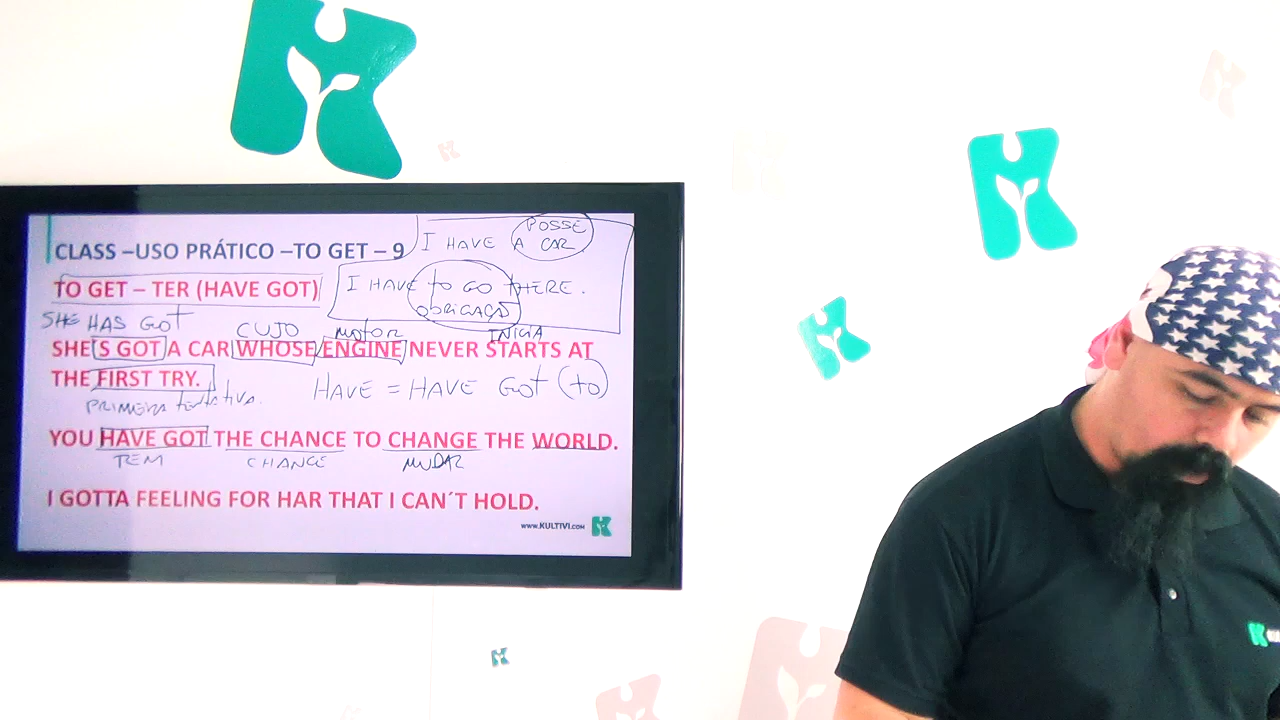 CLASS –USO PRÁTICO –TO GET – 9
POSSE
I HAVE A CAR
TO GET – TER (HAVE GOT)
I HAVE to GO tHERE.
OBRIGAÇÃO
SHE HAS Got
CUJO MOTOR INICIA
SHE'S GOT A CAR WHOSE ENGINE NEVER STARTS AT
THE FIRST TRY.
HAVE = HAVE Got (to)
PRIMEIRA tentativa.
YOU HAVE GOT THE CHANCE TO CHANGE THE WORLD.
TEM CHANCE MUDAR
I GOTTA FEELING FOR HAR THAT I CAN´T HOLD.
www.KULTIVI.com